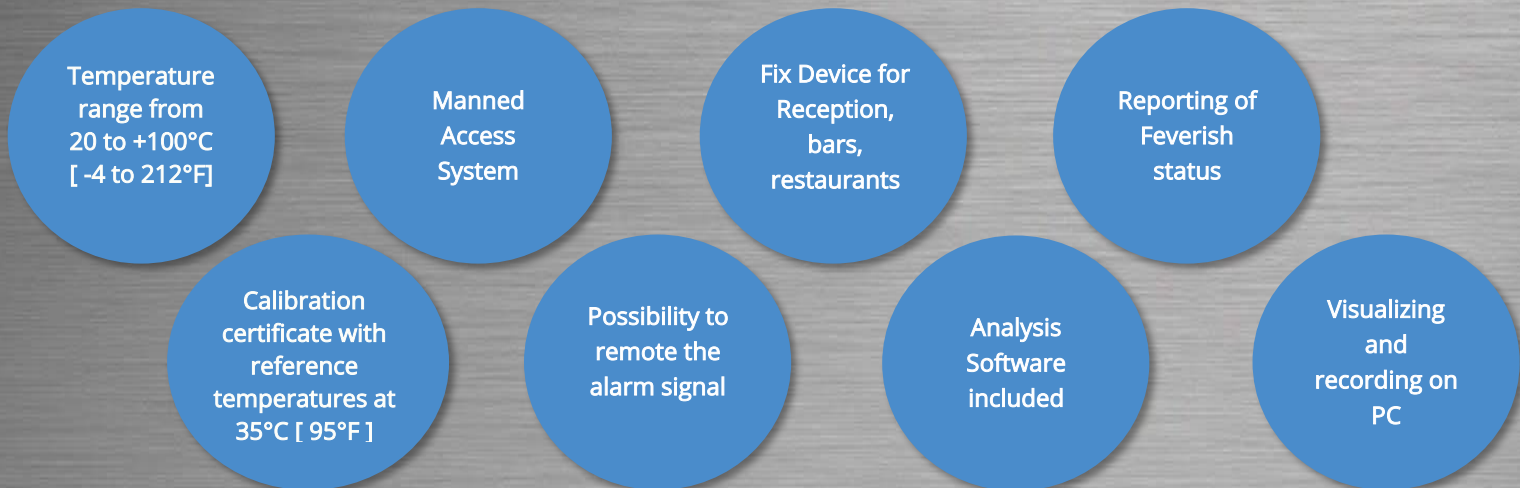 Temperature
range from
20 to +100°C
[ -4 to 212°F]
Manned
Access
System
Fix Device for
Reception,
bars,
restaurants
Reporting of
Feverish
status
Calibration
certificate with
reference
temperatures at
35°C [ 95°F ]
Possibility to
remote the
alarm signal
Analysis
Software
included
Visualizing
and
recording on
PC